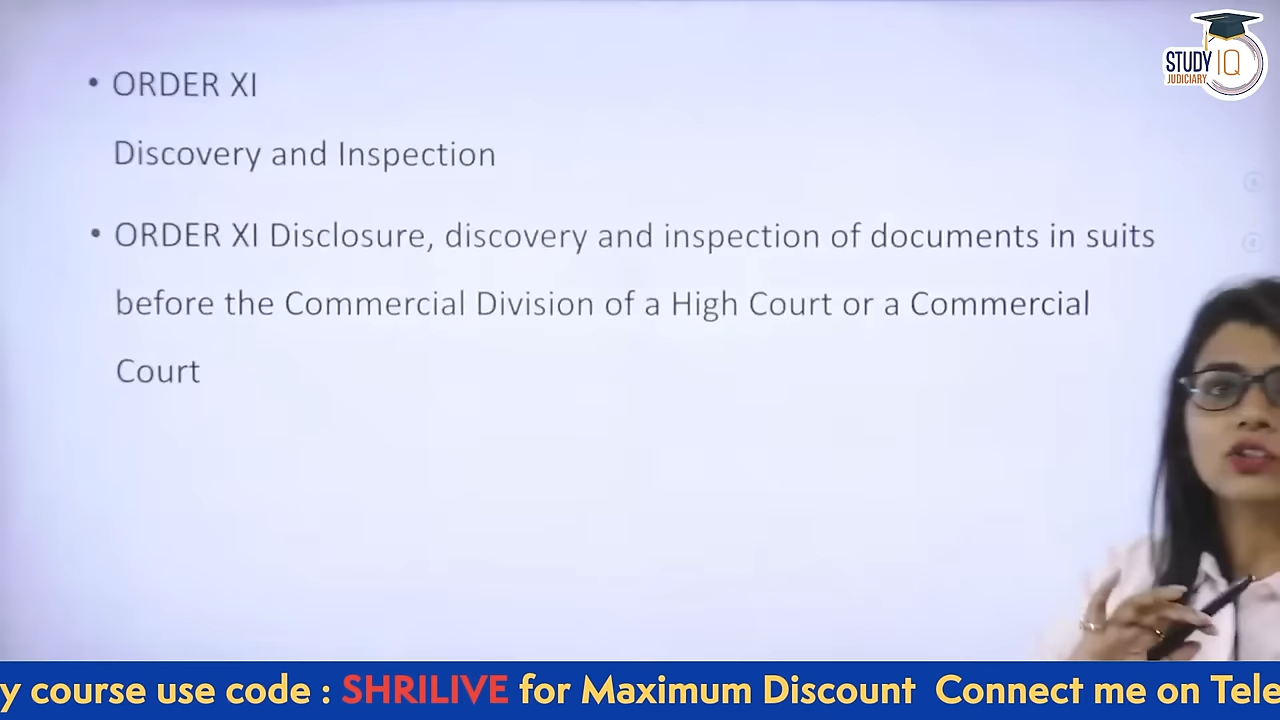 • ORDER XI
Discovery and Inspection
• ORDER XI Disclosure, discovery and inspection of documents in suits
before the Commercial Division of a High Court or a Commercial
Court
STUDY IQ
JUDICIARY
y course use code : SHRILIVE for Maximum Discount Connect me on Tele